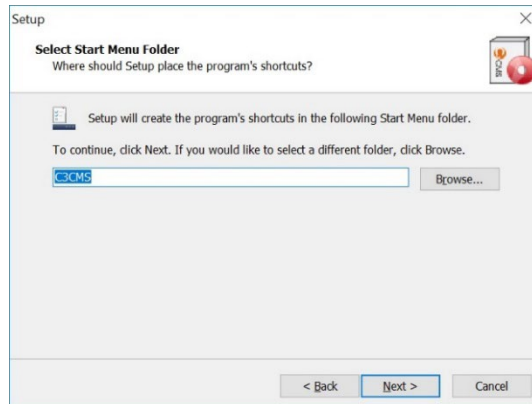 Setup
Select Start Menu Folder
Where should Setup place the program's shortcuts?
CMS
Setup will create the program's shortcuts in the following Start Menu folder.
To continue, click Next. If you would like to select a different folder, click Browse.
C3CMS
Browse...
< Back
Next >
Cancel